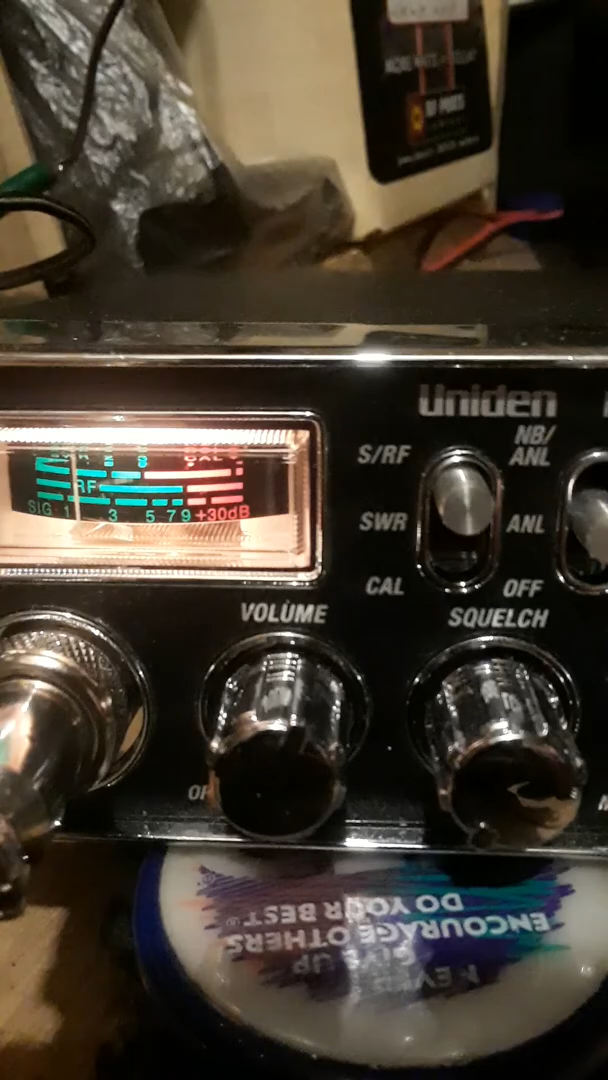 Uniden
NB/
ANL
S/RF
SWR
ANL
CAL
OFF
RF
SIG 1 3 5 7 9 +30dB
VOLUME
SQUELCH
NEVER
GIVE UP
ENCOURAGE OTHERS
DO YOUR BEST